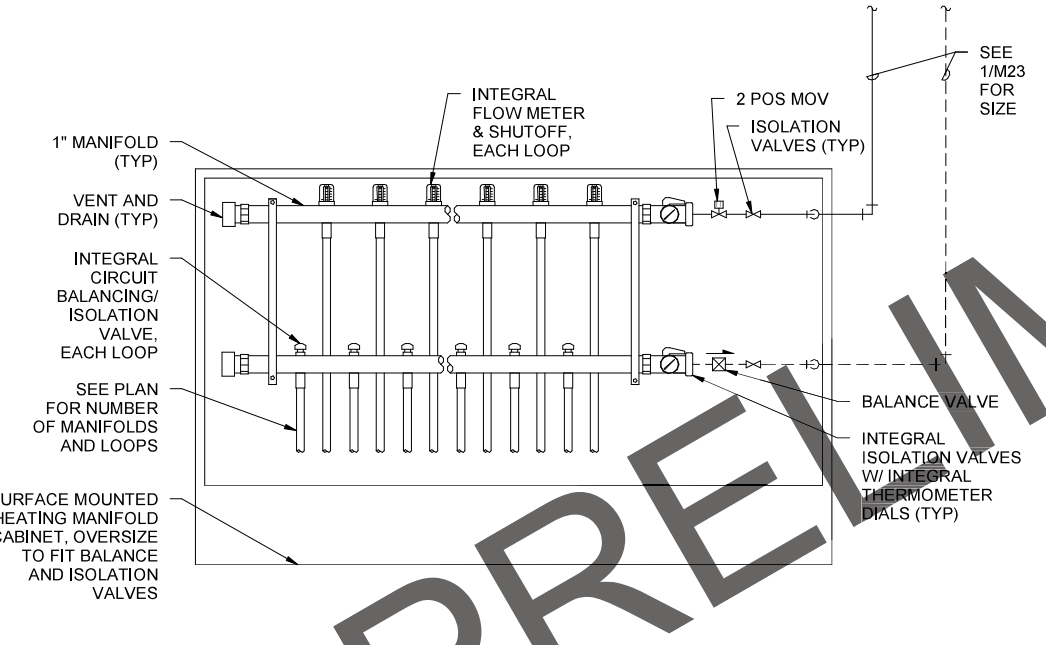 SEE
1/M23
FOR
SIZE
INTEGRAL
FLOW METER
& SHUTOFF,
EACH LOOP
2 POS MOV
ISOLATION
VALVES (TYP)
1" MANIFOLD
(TYP)
VENT AND
DRAIN (TYP)
INTEGRAL
CIRCUIT
BALANCING/
ISOLATION
VALVE,
EACH LOOP
SEE PLAN
FOR NUMBER
OF MANIFOLDS
AND LOOPS
URFACE MOUNTED
HEATING MANIFOLD
CABINET, OVERSIZE
TO FIT BALANCE
AND ISOLATION
VALVES
BALANCE VALVE
INTEGRAL
ISOLATION VALVES
W/ INTEGRAL
THERMOMETER
DIALS (TYP)
PRELIM